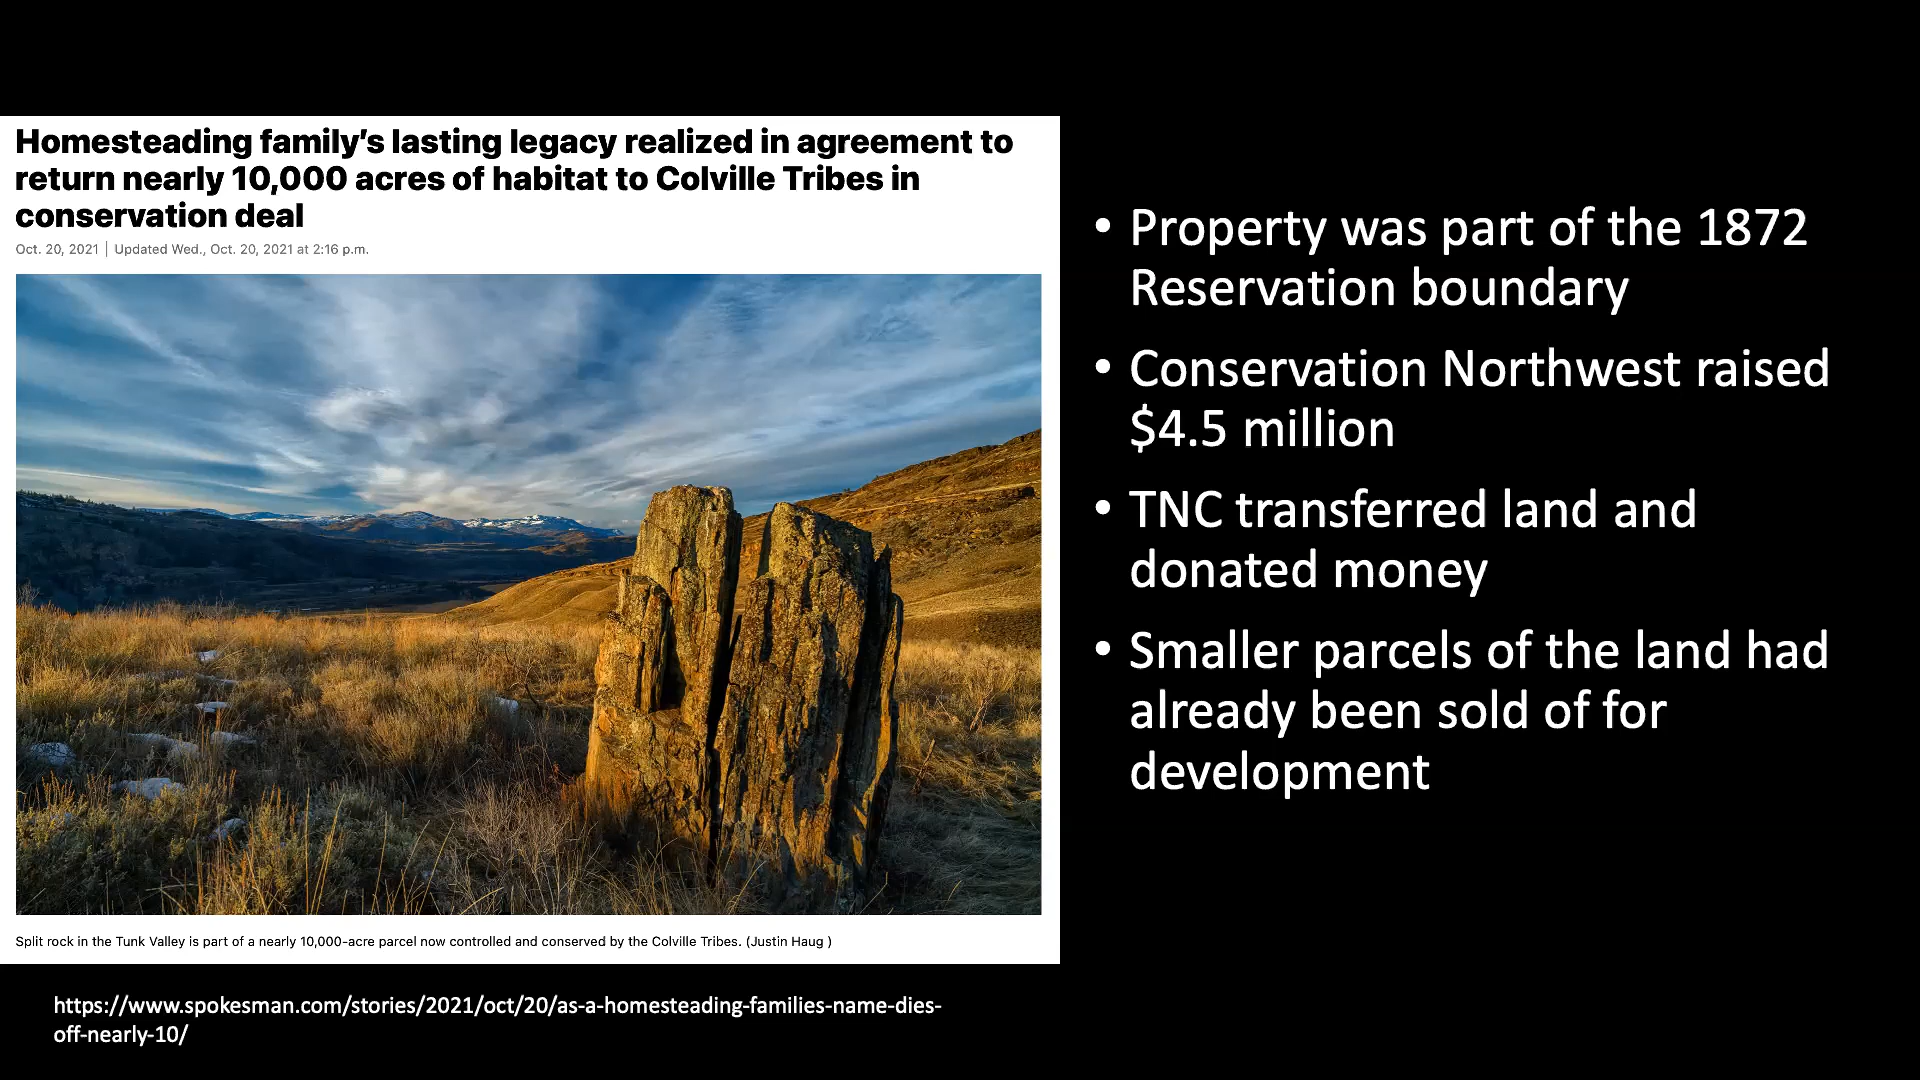 Homesteading family's lasting legacy realized in agreement to
return nearly 10,000 acres of habitat to Colville Tribes in
conservation deal
Oct. 20, 2021 | Updated Wed., Oct. 20, 2021 at 2:16 p.m.
Split rock in the Tunk Valley is part of a nearly 10,000-acre parcel now controlled and conserved by the Colville Tribes. (Justin Haug )
https://www.spokesman.com/stories/2021/oct/20/as-a-homesteading-families-name-dies-
off-nearly-10/
• Property was part of the 1872
Reservation boundary
• Conservation Northwest raised
$4.5 million
• TNC transferred land and
donated money
• Smaller parcels of the land had
already been sold of for
development